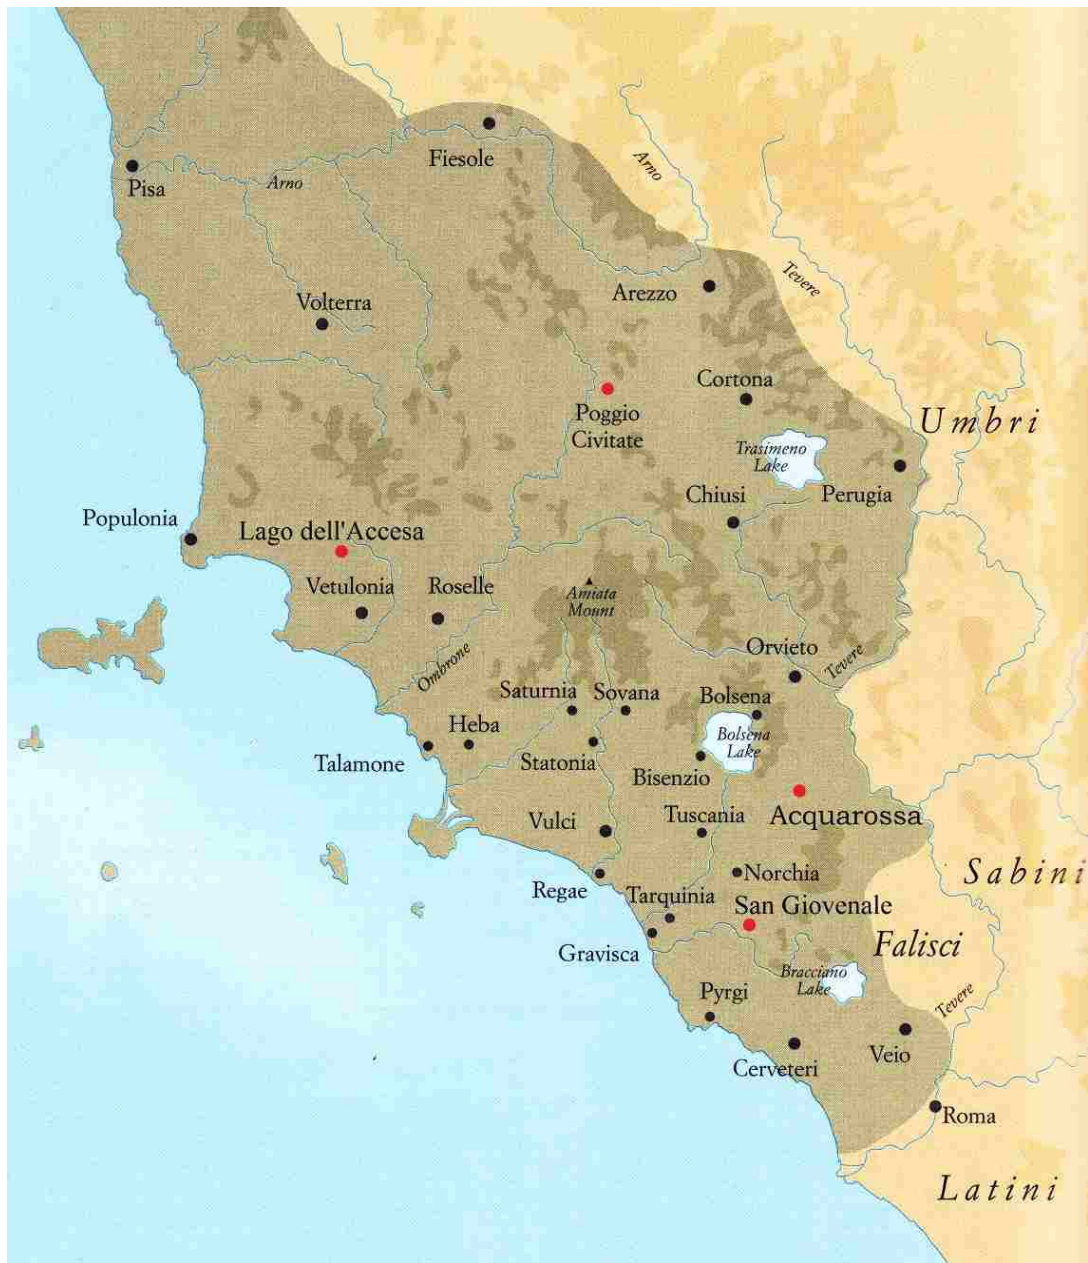 Fiesole
Pisa
Arno
Arno
Tevere
Arezzo
Volterra
Cortona
Poggio
Civitate
Umbri
Trasimeno
Lake
Chiusi
Perugia
Populonia
Lago dell'Accesa
Vetulonia
Roselle
Amiata
Mount
Ombrone
Orvieto
Tevere
Saturnia
Sovana
Bolsena
Heba
Bolsena
Lake
Talamone
Statonia
Bisenzio
Vulci
Tuscania
Acquarossa
Norchia
Sabini
Regae
Tarquinia
San Giovenale
Gravisca
Falisci
Bracciano
Lake
Pyrgi
Tevere
Cerveteri
Veio
Roma
Latini